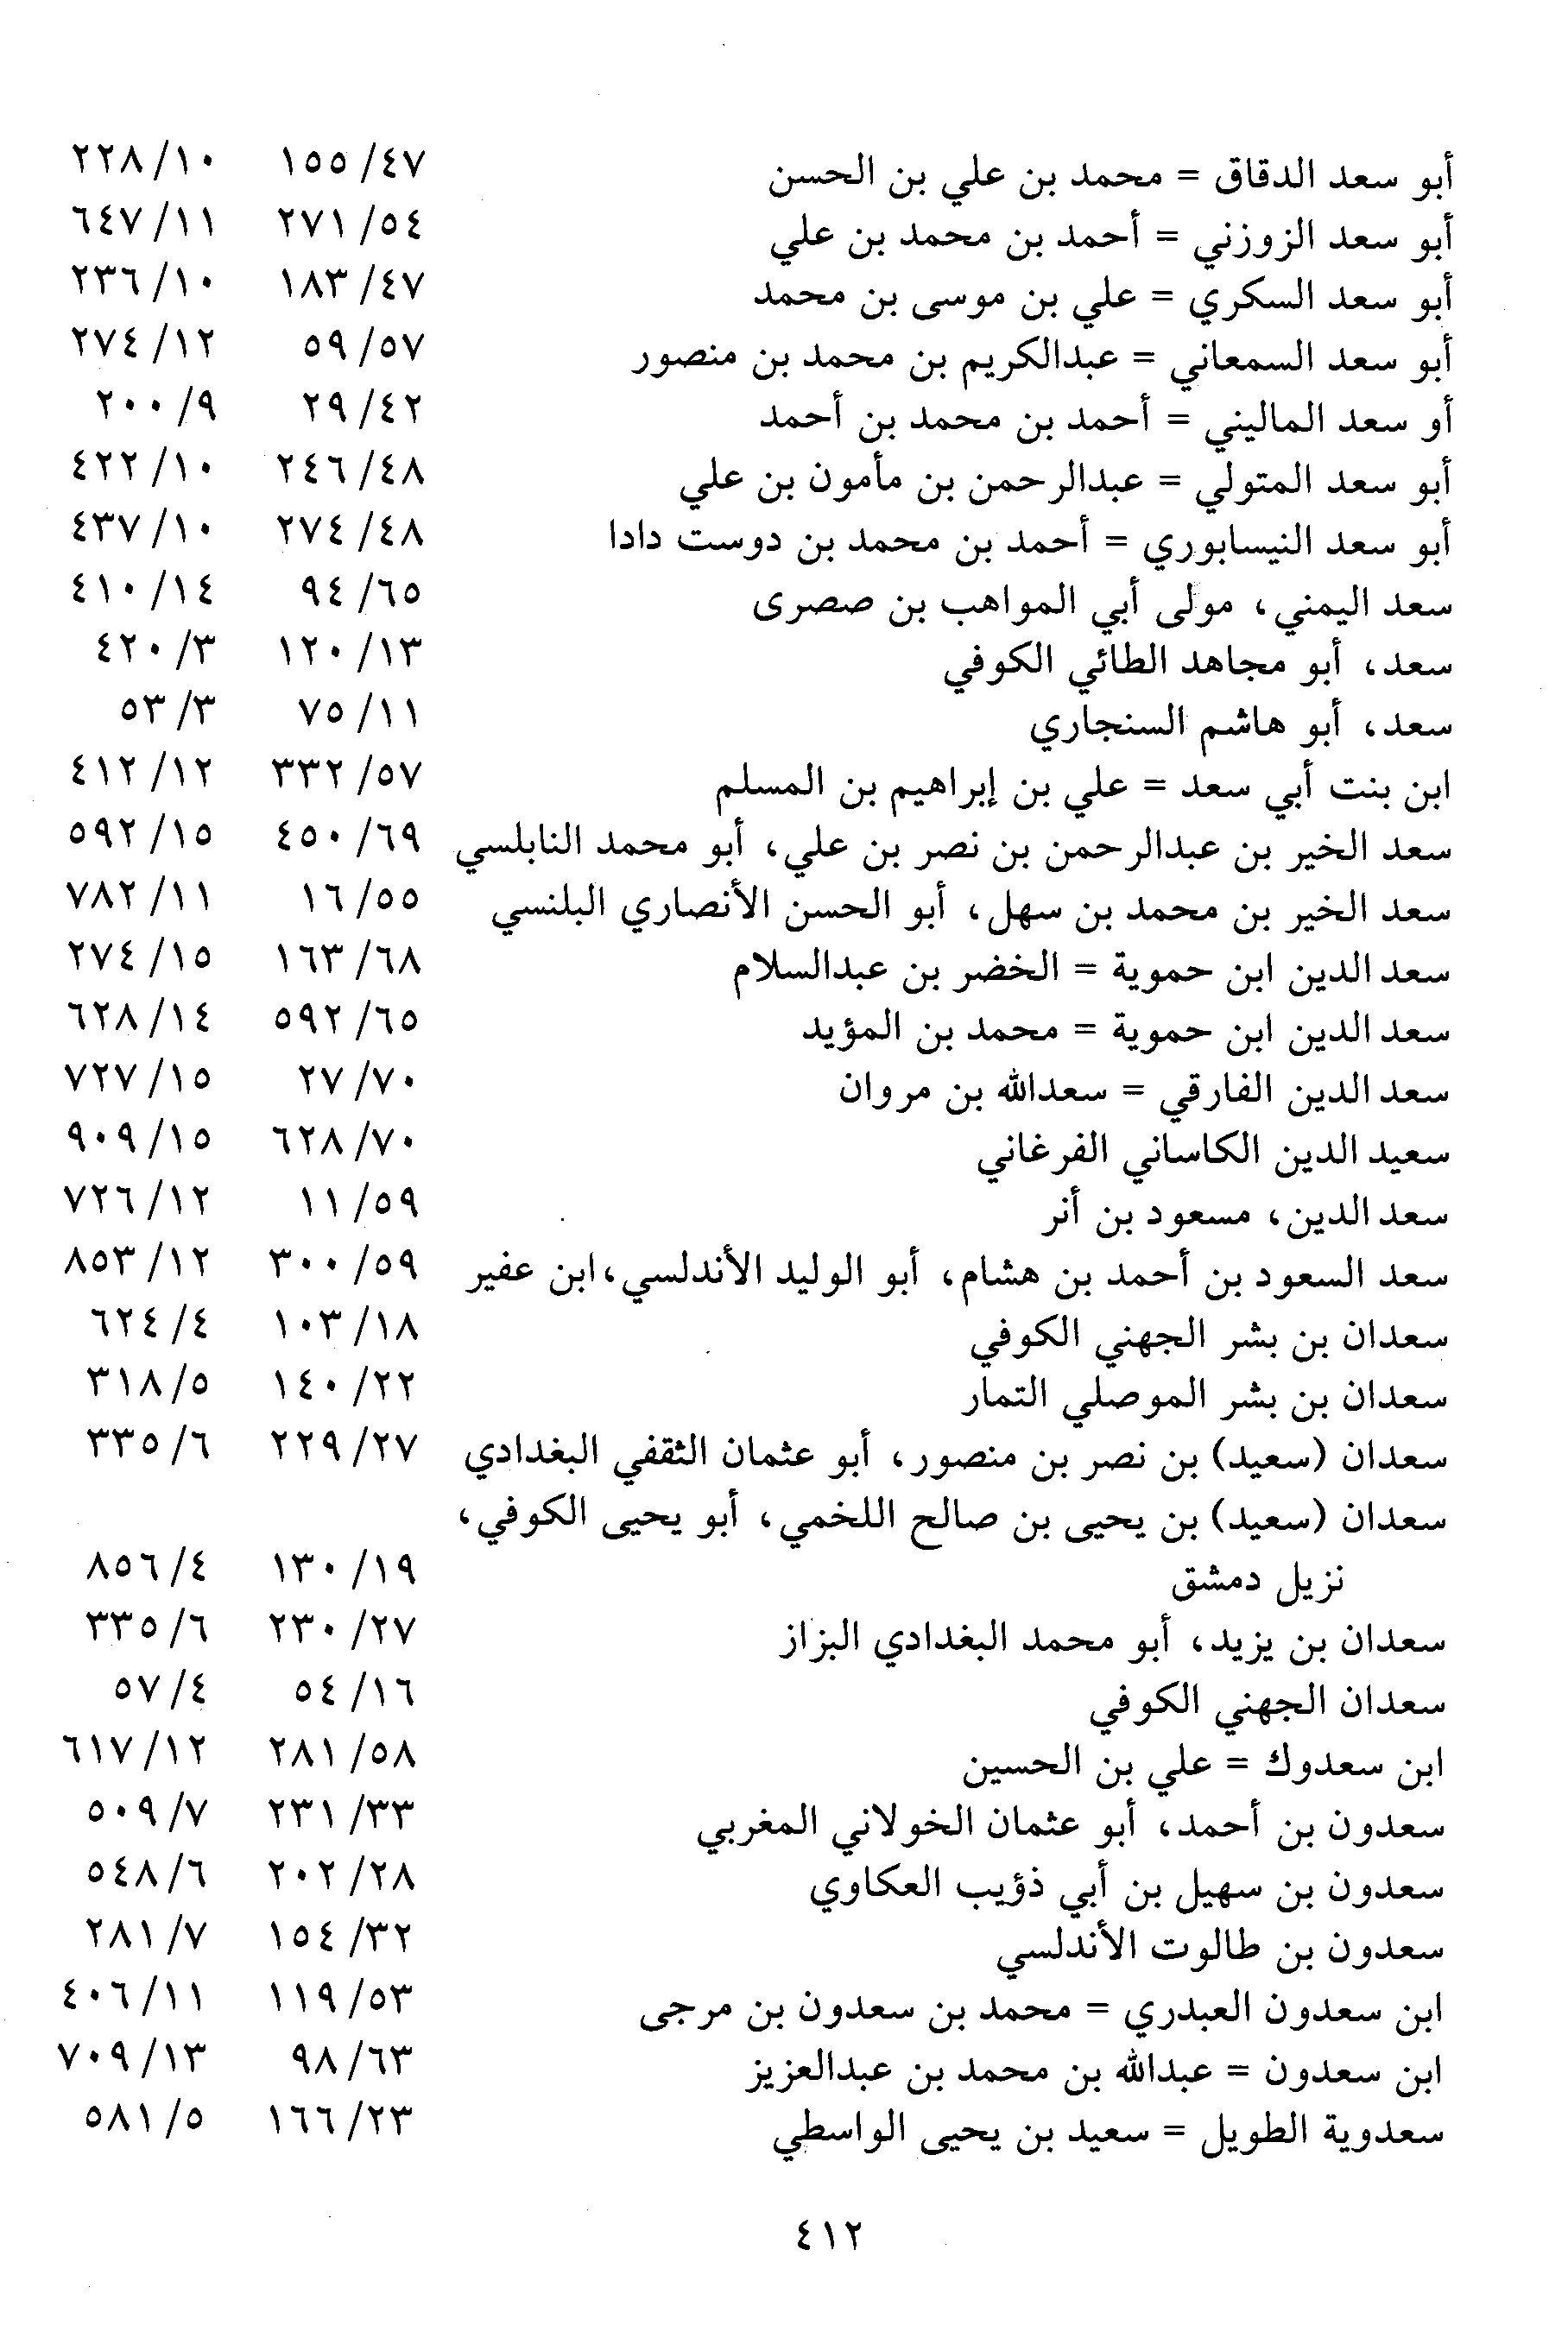 أبو سعد الدقاق = محمد بن علي بن الحسن ٤٧/ ١٥٥ ١٠/ ٢٢٨
أبو سعد الزوزني = أحمد بن محمد بن علي ٥٤/ ٢٧١ ١١/ ٦٤٧
أبو سعد السكري = علي بن موسى بن محمد ٤٧/ ١٨٣ ١٠/ ٢٣٦
أبو سعد السمعاني = عبدالكريم بن محمد بن منصور ٥٧/ ٥٩ ١٢/ ٢٧٤
أو سعد الماليني = أحمد بن محمد بن أحمد ٤٢/ ٢٩ ٩/ ٢٠٠
أبو سعد المتولي = عبدالرحمن بن مأمون بن علي ٤٨/ ٢٤٦ ١٠/ ٤٢٢
أبو سعد النيسابوري = أحمد بن محمد بن دوست دادا ٤٨/ ٢٧٤ ١٠/ ٤٣٧
سعد اليمني، مولى أبي المواهب بن صصرى ٦٥/ ٩٤ ١٤/ ٤١٠
سعد، أبو مجاهد الطائي الكوفي ١٣/ ١٢٠ ٣/ ٤٢٠
سعد، أبو هاشم السنجاري ١١/ ٧٥ ٣/ ٥٣
ابن بنت أبي سعد = علي بن إبراهيم بن المسلم ٥٧/ ٣٣٢ ١٢/ ٤١٢
سعد الخير بن عبدالرحمن بن نصر بن علي، أبو محمد النابلسي ٦٩/ ٤٥٠ ١٥/ ٥٩٢
سعد الخير بن محمد بن سهل، أبو الحسن الأنصاري البلنسي ٥٥/ ١٦ ١١/ ٧٨٢
سعد الدين ابن حموية = الخضر بن عبدالسلام ٦٨/ ١٦٣ ١٥/ ٢٧٤
سعد الدين ابن حموية = محمد بن المؤيد ٦٥/ ٥٩٢ ١٤/ ٦٢٨
سعد الدين الفارقي = سعدالله بن مروان ٧٠/ ٢٧ ١٥/ ٧٢٧
سعيد الدين الكاساني الفرغاني ٧٠/ ٦٢٨ ١٥/ ٩٠٩
سعد الدين، مسعود بن أنر ٥٩/ ١١ ١٢/ ٧٢٦
سعد السعود بن أحمد بن هشام، أبو الوليد الأندلسي، ابن عفير ٥٩/ ٣٠٠ ١٢/ ٨٥٣
سعدان بن بشر الجهني الكوفي ١٨/ ١٠٣ ٤/ ٦٢٤
سعدان بن بشر الموصلي التمار ٢٢/ ١٤٠ ٥/ ٣١٨
سعدان (سعيد) بن نصر بن منصور، أبو عثمان الثقفي البغدادي ٢٧/ ٢٢٩ ٦/ ٣٣٥
سعدان (سعيد) بن يحيى بن صالح اللخمي، أبو يحيى الكوفي،
نزيل دمشق ١٩/ ١٣٠ ٤/ ٨٥٦
سعدان بن يزيد، أبو محمد البغدادي البزاز ٢٧/ ٢٣٠ ٦/ ٣٣٥
سعدان الجهني الكوفي ١٦/ ٥٤ ٤/ ٥٧
ابن سعدوك = علي بن الحسين ٥٨/ ٢٨١ ١٢/ ٦١٧
سعدون بن أحمد، أبو عثمان الخولاني المغربي ٣٣/ ٢٣١ ٧/ ٥٠٩
سعدون بن سهيل بن أبي ذؤيب العكاوي ٢٨/ ٢٠٢ ٦/ ٥٤٨
سعدون بن طالوت الأندلسي ٣٢/ ١٥٤ ٧/ ٢٨١
ابن سعدون العبدري = محمد بن سعدون بن مرجى ٥٣/ ١١٩ ١١/ ٤٠٦
ابن سعدون = عبدالله بن محمد بن عبدالعزيز ٦٣/ ٩٨ ١٣/ ٧٠٩
سعدوية الطويل = سعيد بن يحيى الواسطي ٢٣/ ١٦٦ ٥/ ٥٨١
٤١٢